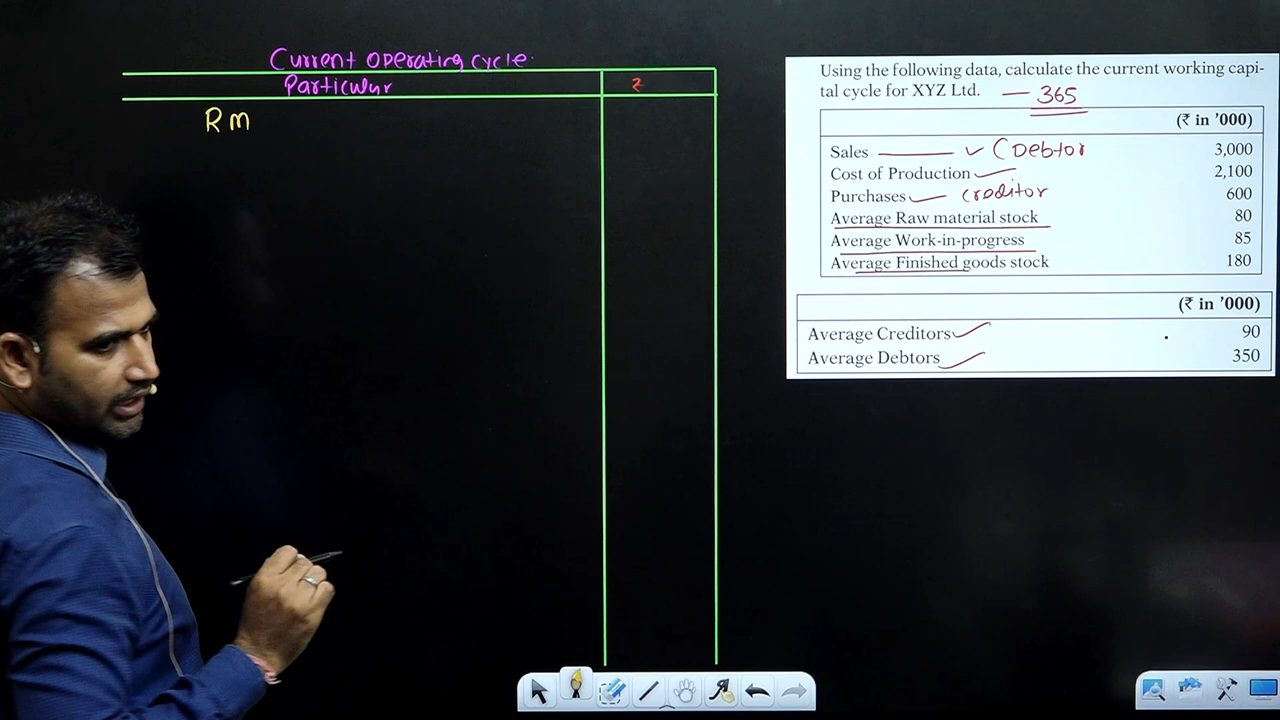 Current operating cycle
Particular ₹
RM
Using the following data, calculate the current working capi-
tal cycle for XYZ Ltd. — 365
(₹ in '000)
Sales — ✓ (Debtor 3,000
Cost of Production 2,100
Purchases creditor 600
Average Raw material stock 80
Average Work-in-progress 85
Average Finished goods stock 180
(₹ in '000)
Average Creditors 90
Average Debtors 350